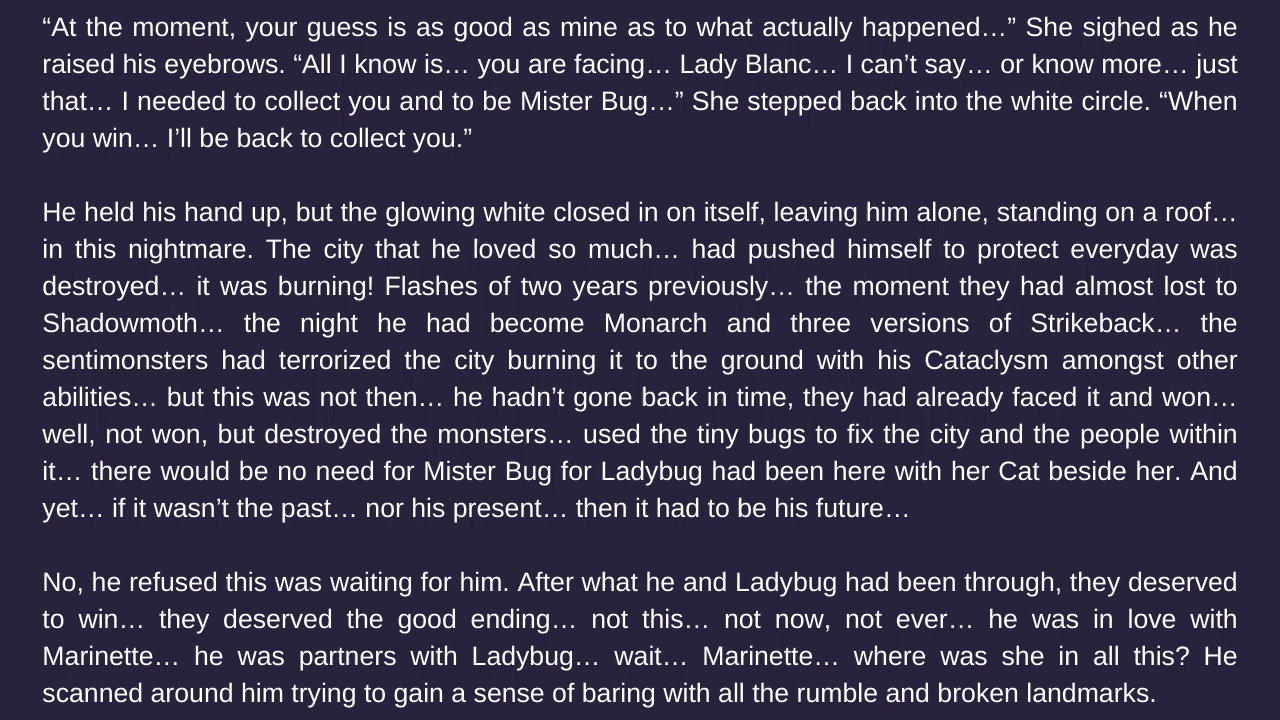 “At the moment, your guess is as good as mine as to what actually happened…” She sighed as he
raised his eyebrows. “All I know is… you are facing… Lady Blanc… I can’t say… or know more… just
that… I needed to collect you and to be Mister Bug…” She stepped back into the white circle. “When
you win… I’ll be back to collect you.”
He held his hand up, but the glowing white closed in on itself, leaving him alone, standing on a roof…
in this nightmare. The city that he loved so much… had pushed himself to protect everyday was
destroyed… it was burning! Flashes of two years previously… the moment they had almost lost to
Shadowmoth… the night he had become Monarch and three versions of Strikeback… the
sentimonsters had terrorized the city burning it to the ground with his Cataclysm amongst other
abilities… but this was not then… he hadn’t gone back in time, they had already faced it and won…
well, not won, but destroyed the monsters… used the tiny bugs to fix the city and the people within
it… there would be no need for Mister Bug for Ladybug had been here with her Cat beside her. And
yet… if it wasn’t the past… nor his present… then it had to be his future…
No, he refused this was waiting for him. After what he and Ladybug had been through, they deserved
to win… they deserved the good ending… not this… not now, not ever… he was in love with
Marinette… he was partners with Ladybug… wait… Marinette… where was she in all this? He
scanned around him trying to gain a sense of baring with all the rumble and broken landmarks.